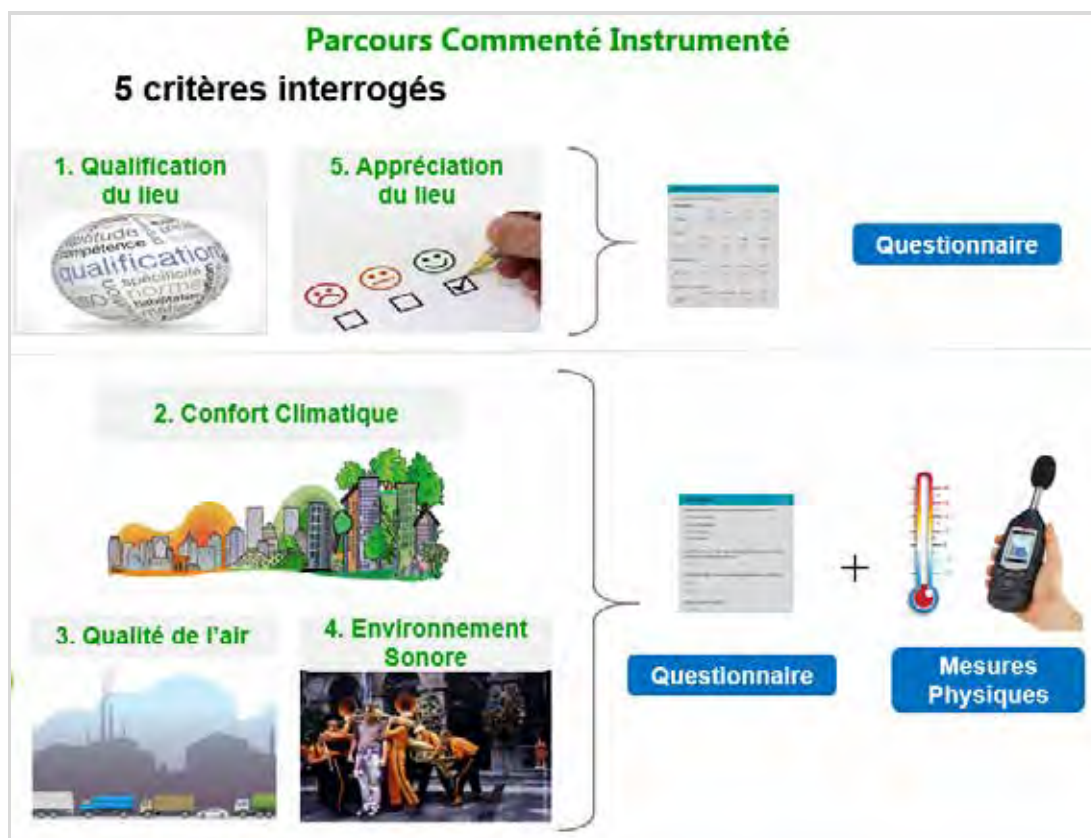 Parcours Commenté Instrumenté
5 critères interrogés
1. Qualification
du lieu
5. Appréciation
du lieu
compétence
qualification
spécificité
norme
Questionnaire
2. Confort Climatique
3. Qualité de l'air
4. Environnement
Sonore
+
Questionnaire
Mesures
Physiques